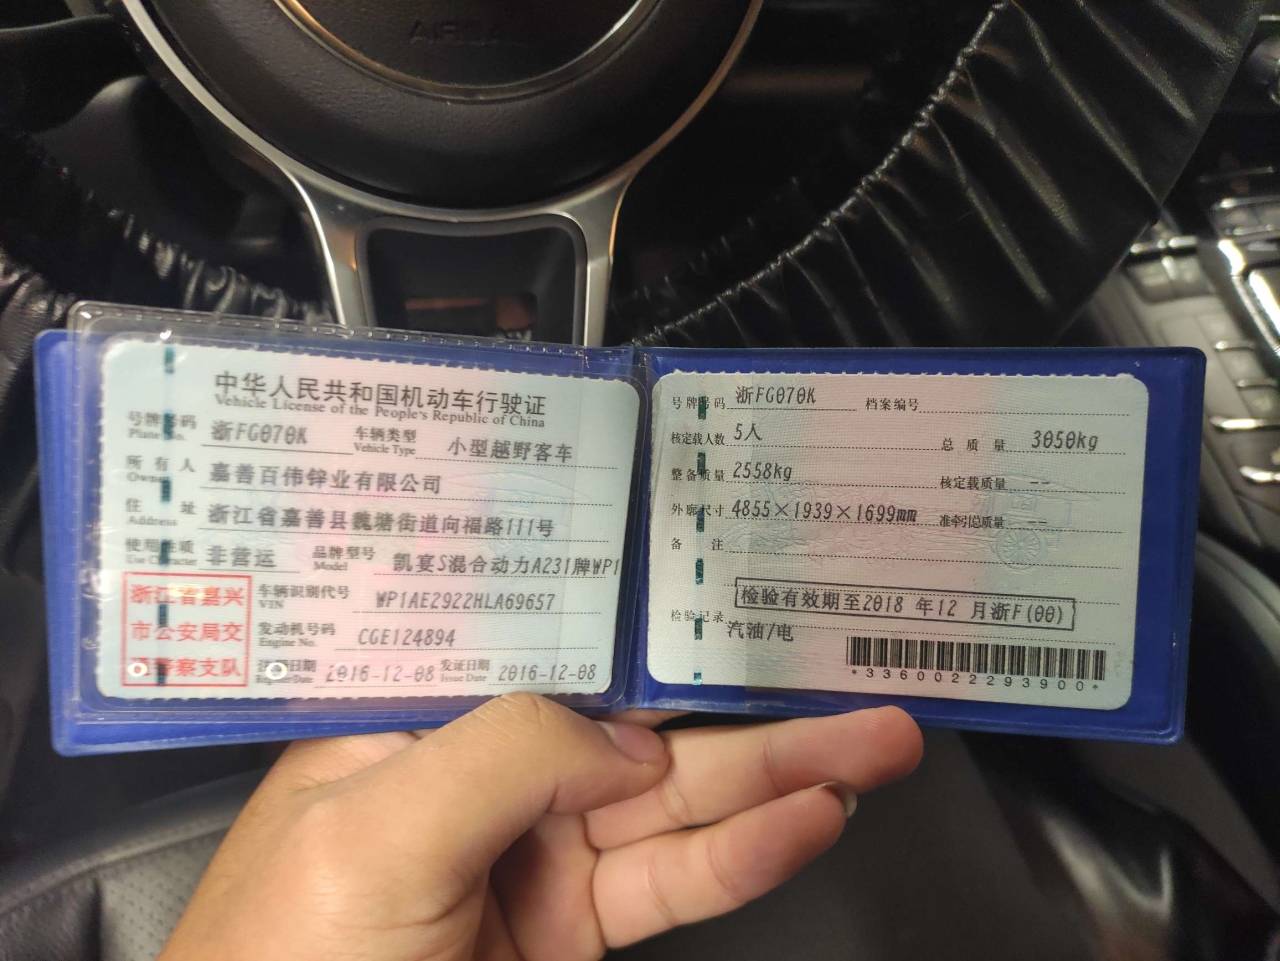 中华人民共和国机动车行驶证
Vehicle License of the People's Republic of China
号牌号码 Plate No. 浙FG070K 车辆类型 Vehicle Type 小型越野客车
所有人 Owner 嘉善百伟锌业有限公司
住址 Address 浙江省嘉善县魏塘街道向福路111号
使用性质 Use Character 非营运 品牌型号 Model 凯宴S混合动力A231牌WP1
浙江省嘉兴
市公安局交
通警察支队
车辆识别代号 VIN WP1AE2922HLA69657
发动机号码 Engine No. CGE124894
注册日期 Register Date 2016-12-08 发证日期 Issue Date 2016-12-08
号牌号码 浙FG070K 档案编号
核定载人数 5人 总质量 3050kg
整备质量 2558kg 核定载质量 --
外廓尺寸 4855×1939×1699mm 准牵引总质量 --
备注
检验有效期至2018 年12 月浙F(00)
检验记录
汽油/电
*3360022293900*